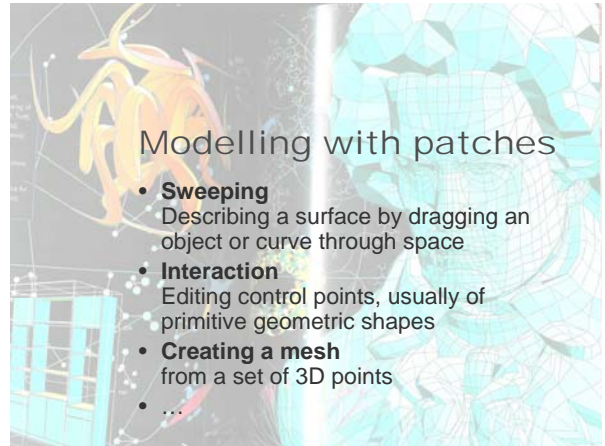 Modelling with patches
• Sweeping
Describing a surface by dragging an
object or curve through space
• Interaction
Editing control points, usually of
primitive geometric shapes
• Creating a mesh
from a set of 3D points
• …